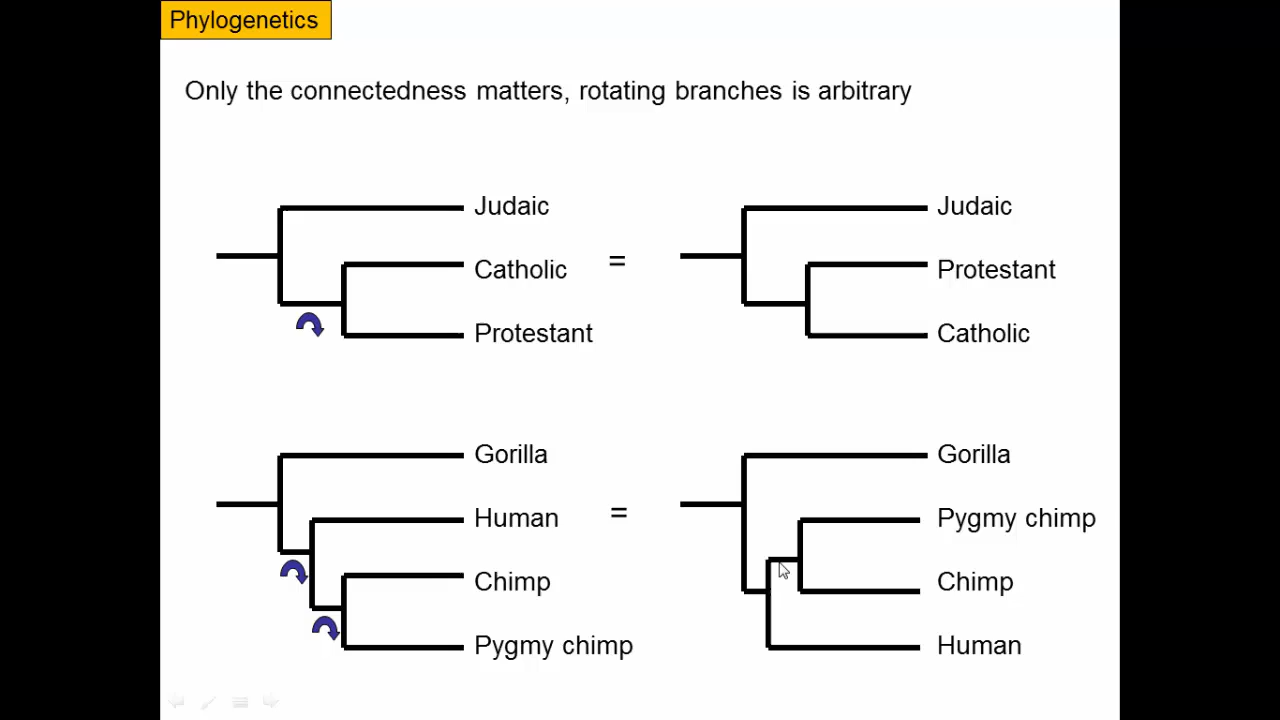 Phylogenetics
Only the connectedness matters, rotating branches is arbitrary
Judaic
Catholic
Protestant
=
Judaic
Protestant
Catholic
Gorilla
Human
Chimp
Pygmy chimp
=
Gorilla
Pygmy chimp
Chimp
Human